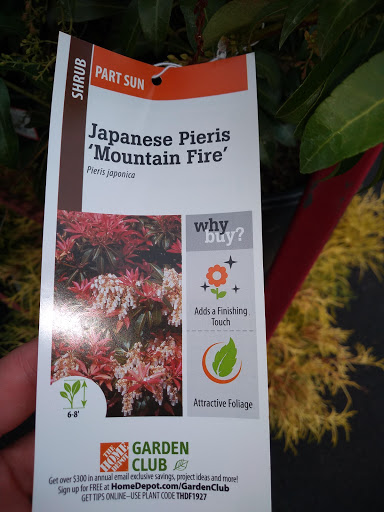 SHRUB
PART SUN
Japanese Pieris
'Mountain Fire'
Pieris japonica
why
buy?
Adds a Finishing
Touch
Attractive Foliage
6-8'
THE HOME DEPOT
GARDEN
CLUB
Get over $300 in annual email exclusive savings, project ideas and more!
Sign up for FREE at HomeDepot.com/GardenClub
GET TIPS ONLINE–USE PLANT CODE THDF1927